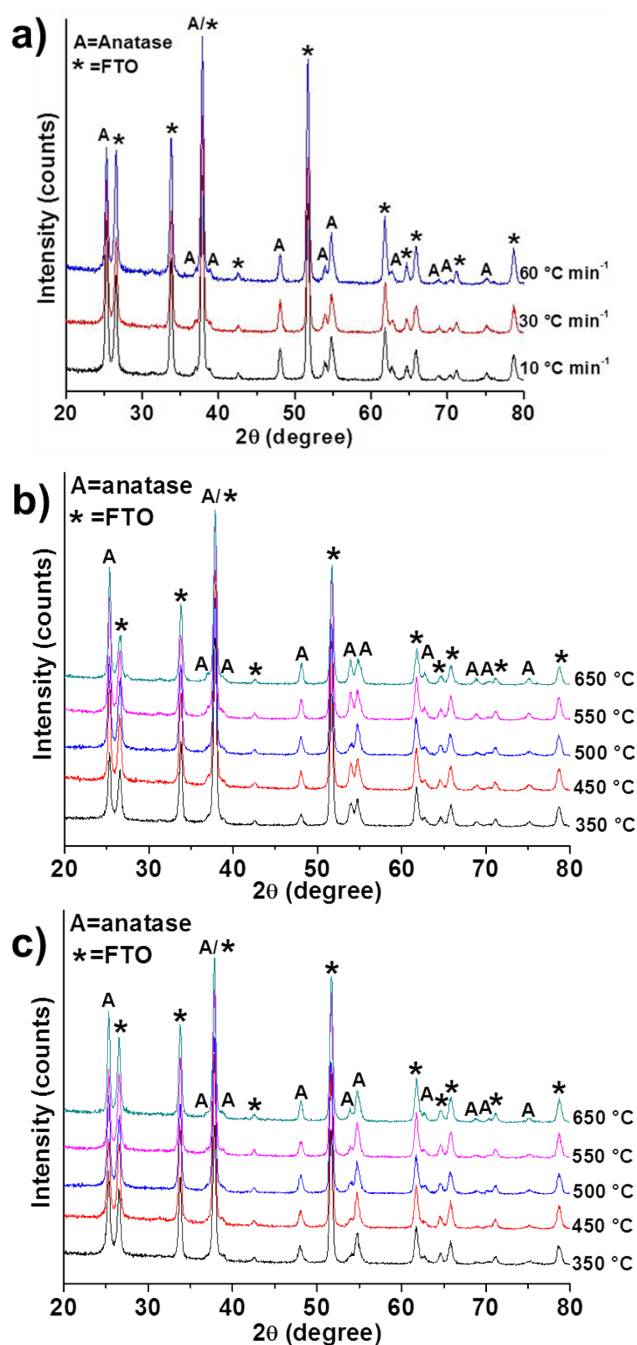 a)
A=Anatase
*=FTO
A/*
*
A
*
*
A
A
*
A
A
A
*
A
*
*
A
A
*
A
*
60 °C min⁻¹
30 °C min⁻¹
10 °C min⁻¹
Intensity (counts)
20 30 40 50 60 70 80
2θ (degree)
b)
A=anatase
*=FTO
A/*
*
A
*
*
A
A
*
A
A A
*
A
*
*
A
A
*
A
*
650 °C
550 °C
500 °C
450 °C
350 °C
Intensity (counts)
20 30 40 50 60 70 80
2θ (degree)
c)
A=anatase
*=FTO
A/*
*
A
*
*
A
A
*
A
A
A
*
A
*
*
A
A
*
A
*
650 °C
550 °C
500 °C
450 °C
350 °C
Intensity (counts)
20 30 40 50 60 70 80
2θ (degree)